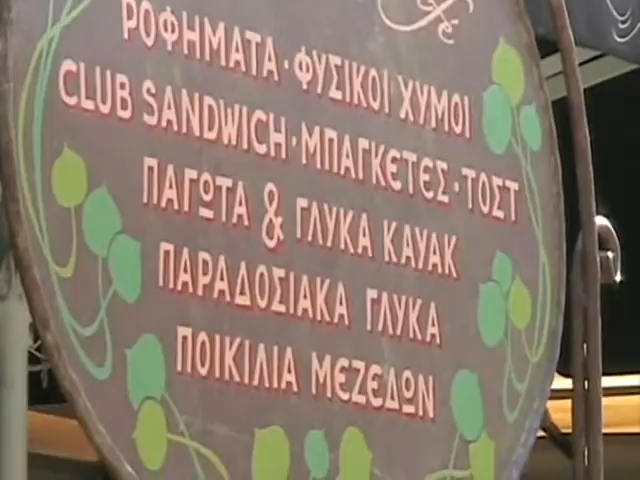 ΡΟΦΗΜΑΤΑ · ΦΥΣΙΚΟΙ ΧΥΜΟΙ
CLUB SANDWICH · ΜΠΑΓΚΕΤΕΣ · ΤΟΣΤ
ΠΑΓΩΤΑ & ΓΛΥΚΑ ΚΑΥΑΚ
ΠΑΡΑΔΟΣΙΑΚΑ ΓΛΥΚΑ
ΠΟΙΚΙΛΙΑ ΜΕΖΕΔΩΝ